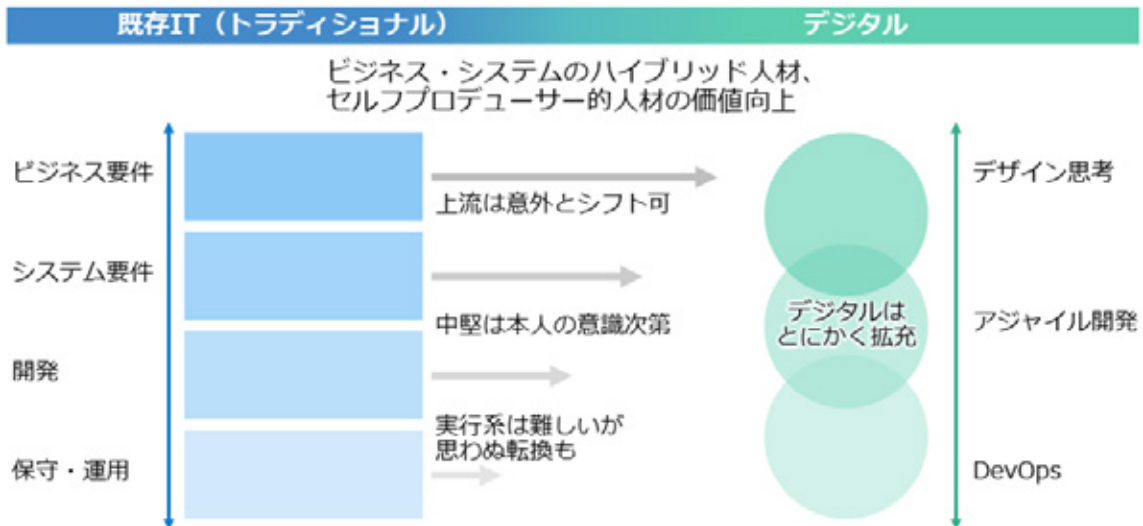 既存IT（トラディショナル）
デジタル
ビジネス・システムのハイブリッド人材、
セルフプロデューサー的人材の価値向上
ビジネス要件
上流は意外とシフト可
デザイン思考
システム要件
中堅は本人の意識次第
デジタルは
とにかく拡充
アジャイル開発
開発
実行系は難しいが
思わぬ転換も
保守・運用
DevOps